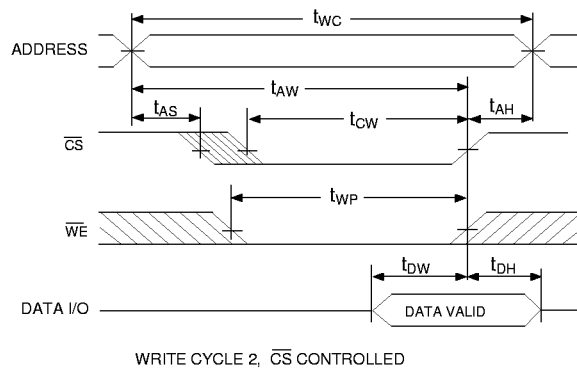 tWC
ADDRESS
tAW
tAS
tCW
tAH
CS
tWP
WE
tDW
tDH
DATA I/O
DATA VALID
WRITE CYCLE 2, CS CONTROLLED